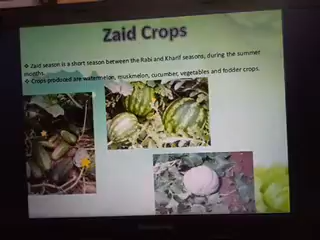 Zaid Crops
❖ Zaid season is a short season between the Rabi and Kharif seasons, during the summer
months.
❖ Crops produced are watermelon, muskmelon, cucumber, vegetables and fodder crops.